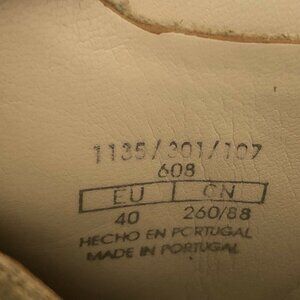 1135/301/107
608
EU CN
40 260/88
HECHO EN PORTUGAL
MADE IN PORTUGAL